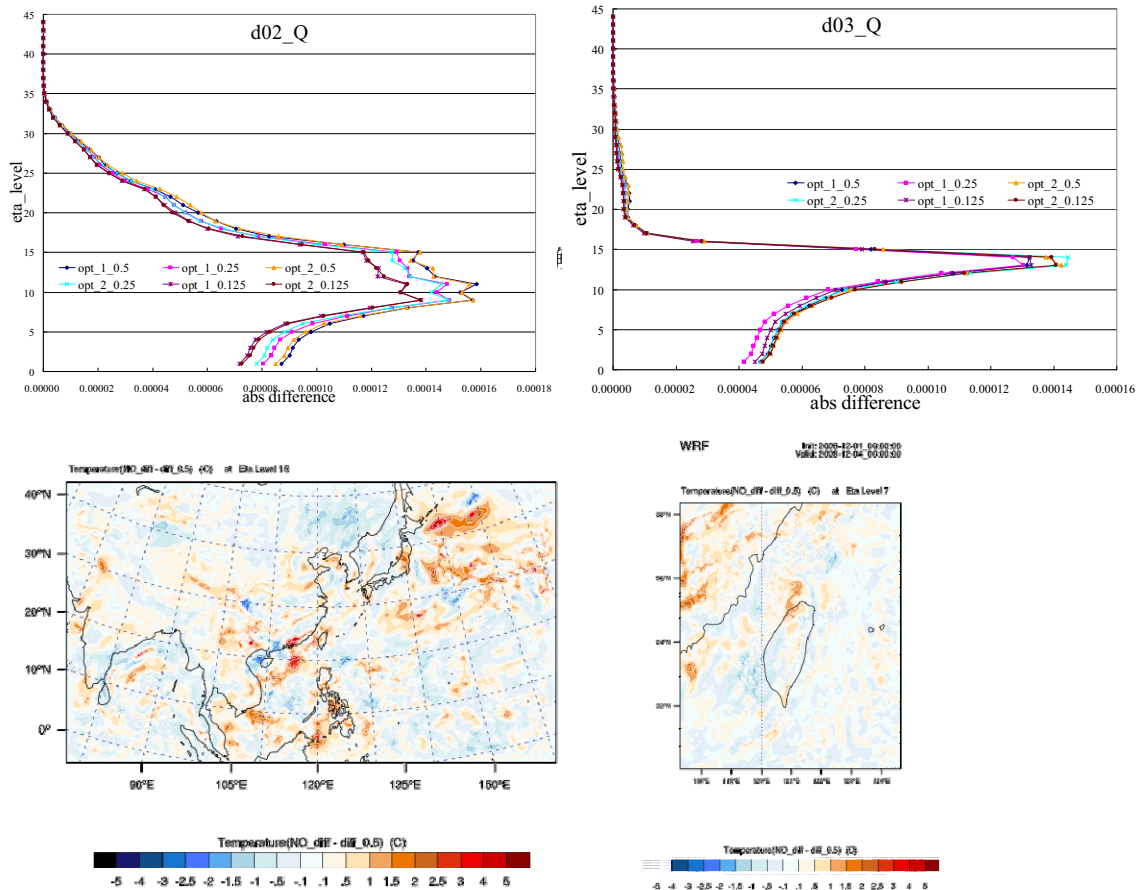 d02_Q
45
40
35
30
25
20
15
10
5
0
eta_level
opt_1_0.5 opt_1_0.25 opt_2_0.5
opt_2_0.25 opt_1_0.125 opt_2_0.125
0.00000 0.00002 0.00004 0.00006 0.00008 0.00010 0.00012 0.00014 0.00016 0.00018
abs difference
d03_Q
45
40
35
30
25
20
15
10
5
0
eta_level
opt_1_0.5 opt_1_0.25 opt_2_0.5
opt_2_0.25 opt_1_0.125 opt_2_0.125
0.00000 0.00002 0.00004 0.00006 0.00008 0.00010 0.00012 0.00014 0.00016
abs difference
Temperature(NO_diff - diff_0.5) (C) at Eta Level 15
40°N
30°N
20°N
10°N
0°
90°E 105°E 120°E 135°E 150°E
Temperature(NO_diff - diff_0.5) (C)
-5 -4 -3 -2.5 -2 -1.5 -1 -.5 -.1 .1 .5 1 1.5 2 2.5 3 4 5
WRF
Valid: 2008-12-04_00:00:00
Temperature(NO_diff - diff_0.5) (C) at Eta Level 7
Temperature(NO_diff - diff_0.5) (C)
-5 -4 -3 -2.5 -2 -1.5 -1 -.5 -.1 .1 .5 1 1.5 2 2.5 3 4 5